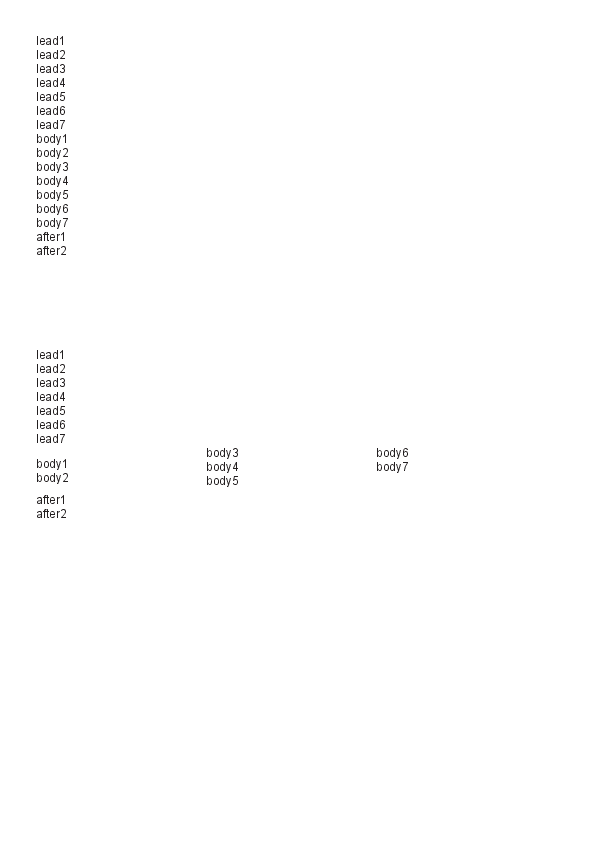 lead1
lead2
lead3
lead4
lead5
lead6
lead7
body1
body2
body3
body4
body5
body6
body7
after1
after2
lead1
lead2
lead3
lead4
lead5
lead6
lead7
body1
body2
body3
body4
body5
body6
body7
after1
after2